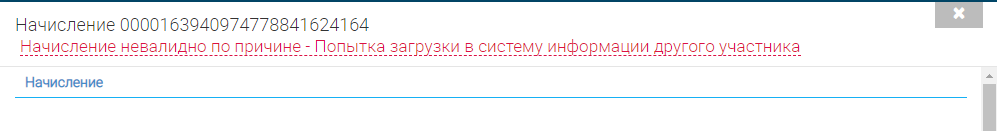 Начисление 0000163940974778841624164
Начисление невалидно по причине - Попытка загрузки в систему информации другого участника
Начисление